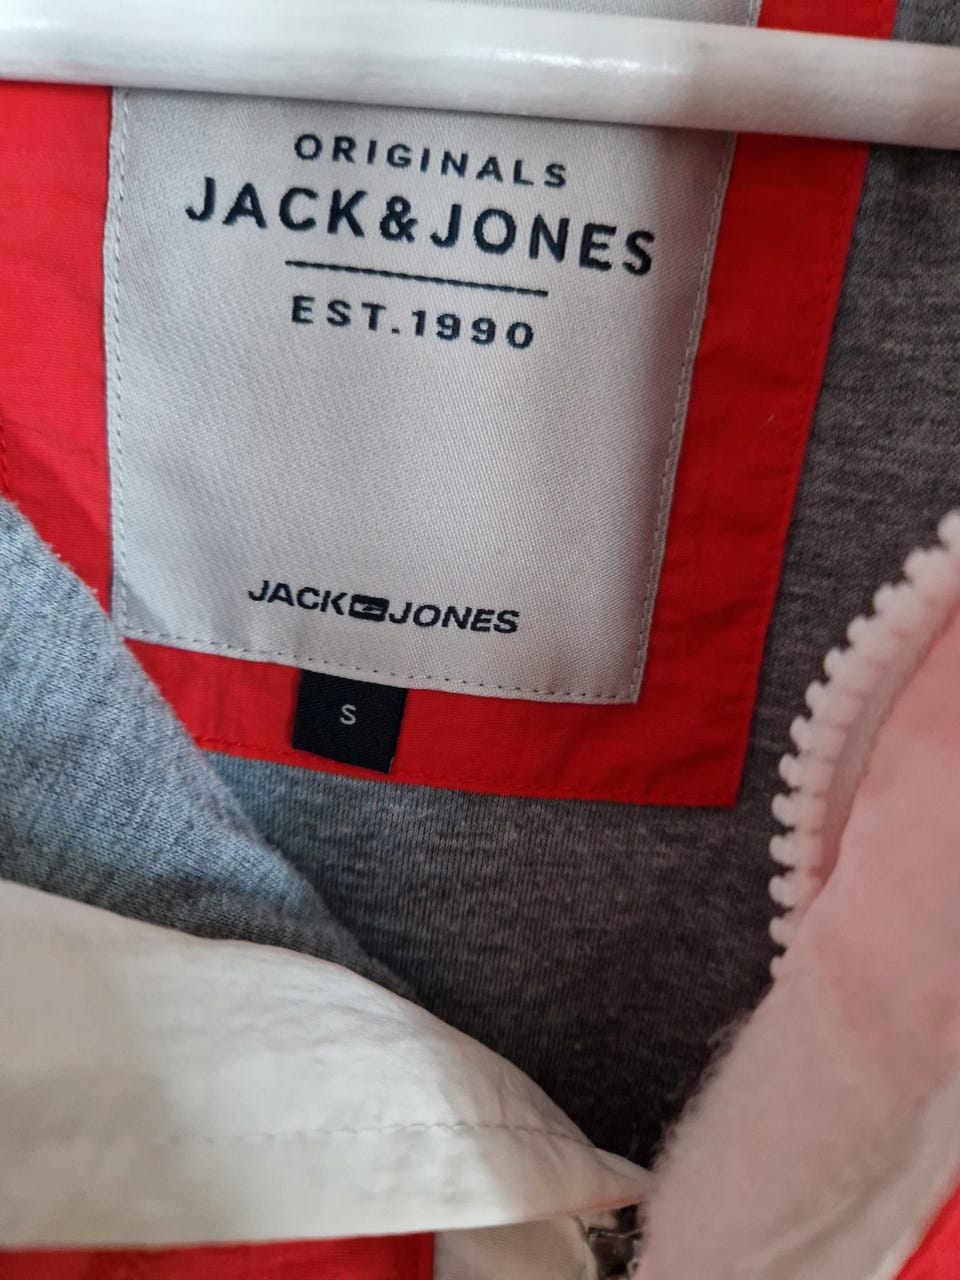 ORIGINALS
JACK&JONES
EST.1990
JACK JONES
S